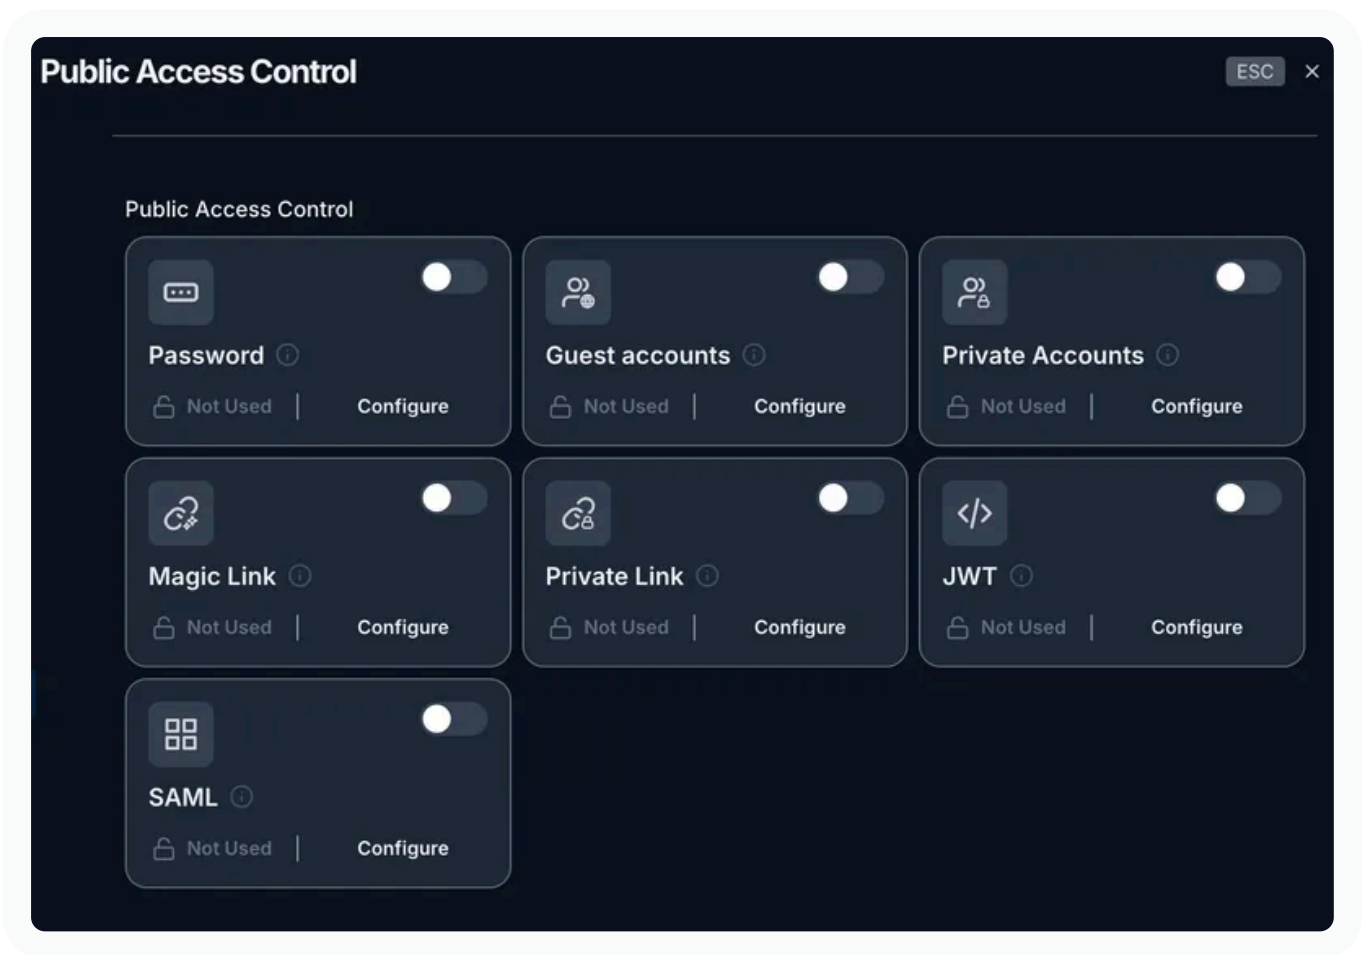 Public Access Control
ESC
Public Access Control
Password
Not Used | Configure
Guest accounts
Not Used | Configure
Private Accounts
Not Used | Configure
Magic Link
Not Used | Configure
Private Link
Not Used | Configure
JWT
Not Used | Configure
SAML
Not Used | Configure